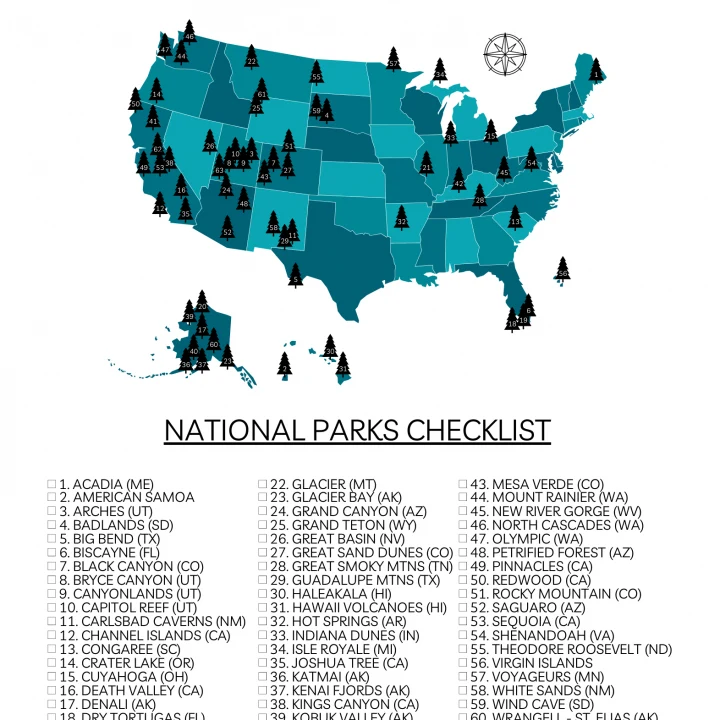 46
47
44
22
57
55
34
1
14
61
50
25
59
4
41
33
15
62
26
51
10
3
49
53
38
63
8
9
7
27
21
54
45
43
42
16
24
28
12
35
48
32
13
52
58
11
29
5
56
6
18
19
20
39
17
40
60
36
37
23
2
30
31
NATIONAL PARKS CHECKLIST
1. ACADIA (ME)
2. AMERICAN SAMOA
3. ARCHES (UT)
4. BADLANDS (SD)
5. BIG BEND (TX)
6. BISCAYNE (FL)
7. BLACK CANYON (CO)
8. BRYCE CANYON (UT)
9. CANYONLANDS (UT)
10. CAPITOL REEF (UT)
11. CARLSBAD CAVERNS (NM)
12. CHANNEL ISLANDS (CA)
13. CONGAREE (SC)
14. CRATER LAKE (OR)
15. CUYAHOGA (OH)
16. DEATH VALLEY (CA)
17. DENALI (AK)
18. DRY TORTUGAS (FL)
22. GLACIER (MT)
23. GLACIER BAY (AK)
24. GRAND CANYON (AZ)
25. GRAND TETON (WY)
26. GREAT BASIN (NV)
27. GREAT SAND DUNES (CO)
28. GREAT SMOKY MTNS (TN)
29. GUADALUPE MTNS (TX)
30. HALEAKALA (HI)
31. HAWAII VOLCANOES (HI)
32. HOT SPRINGS (AR)
33. INDIANA DUNES (IN)
34. ISLE ROYALE (MI)
35. JOSHUA TREE (CA)
36. KATMAI (AK)
37. KENAI FJORDS (AK)
38. KINGS CANYON (CA)
39. KOBUK VALLEY (AK)
43. MESA VERDE (CO)
44. MOUNT RAINIER (WA)
45. NEW RIVER GORGE (WV)
46. NORTH CASCADES (WA)
47. OLYMPIC (WA)
48. PETRIFIED FOREST (AZ)
49. PINNACLES (CA)
50. REDWOOD (CA)
51. ROCKY MOUNTAIN (CO)
52. SAGUARO (AZ)
53. SEQUOIA (CA)
54. SHENANDOAH (VA)
55. THEODORE ROOSEVELT (ND)
56. VIRGIN ISLANDS
57. VOYAGEURS (MN)
58. WHITE SANDS (NM)
59. WIND CAVE (SD)
60. WRANGELL - ST. ELIAS (AK)